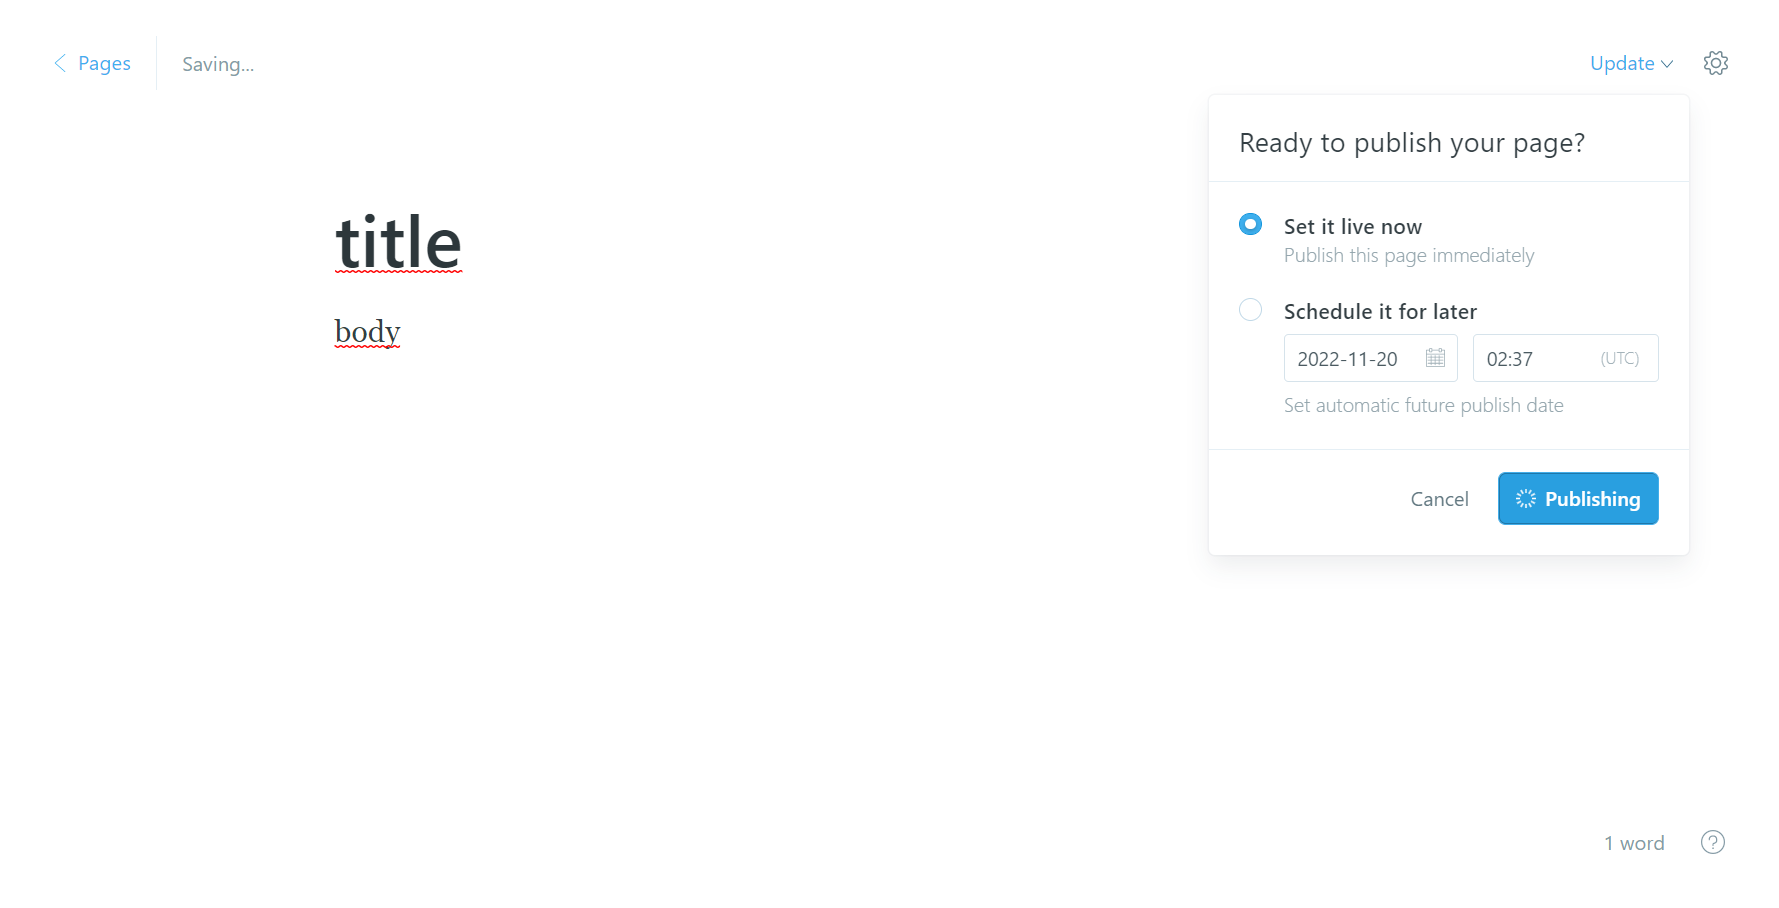 Pages
Saving...
Update
Ready to publish your page?
title
Set it live now
Publish this page immediately
Schedule it for later
body
2022-11-20
02:37 (UTC)
Set automatic future publish date
Cancel
Publishing
1 word
?